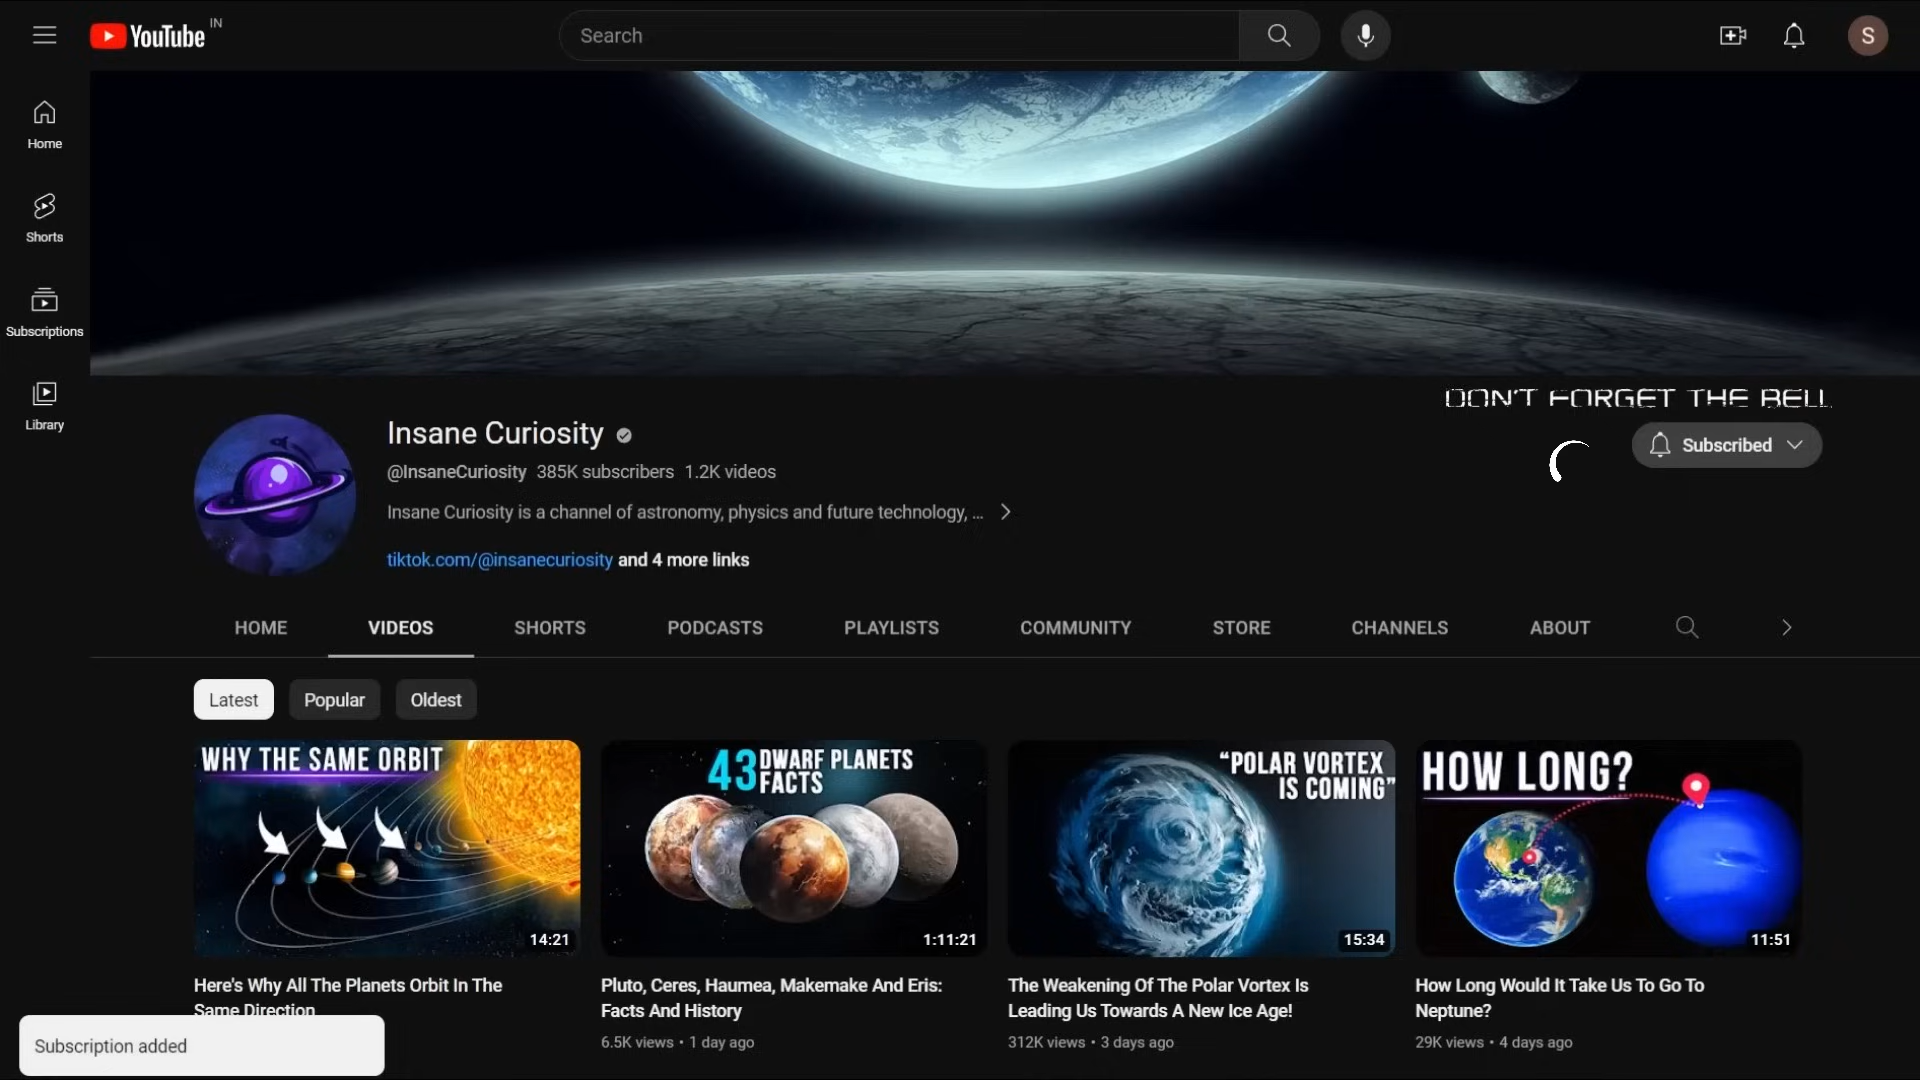 YouTube IN
Search
S
Home
Shorts
Subscriptions
Library
DON'T FORGET THE BELL
Insane Curiosity
Subscribed
@InsaneCuriosity 385K subscribers 1.2K videos
Insane Curiosity is a channel of astronomy, physics and future technology, ...
tiktok.com/@insanecuriosity and 4 more links
HOME VIDEOS SHORTS PODCASTS PLAYLISTS COMMUNITY STORE CHANNELS ABOUT
Latest Popular Oldest
WHY THE SAME ORBIT
14:21
43 DWARF PLANETS
FACTS
1:11:21
“POLAR VORTEX
IS COMING”
15:34
HOW LONG?
11:51
Here's Why All The Planets Orbit In The
Same Direction
Pluto, Ceres, Haumea, Makemake And Eris:
Facts And History
6.5K views • 1 day ago
The Weakening Of The Polar Vortex Is
Leading Us Towards A New Ice Age!
312K views • 3 days ago
How Long Would It Take Us To Go To
Neptune?
29K views • 4 days ago
Subscription added